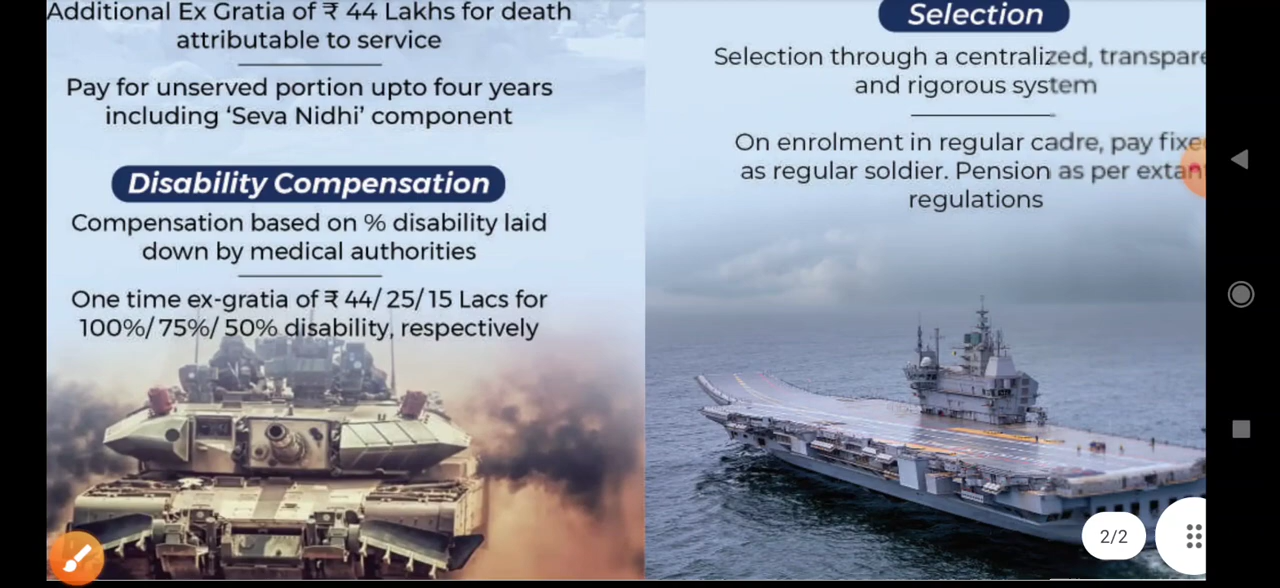 Additional Ex Gratia of ₹ 44 Lakhs for death
attributable to service
Pay for unserved portion upto four years
including ‘Seva Nidhi’ component
Disability Compensation
Compensation based on % disability laid
down by medical authorities
One time ex-gratia of ₹ 44/ 25/ 15 Lacs for
100%/ 75%/ 50% disability, respectively
Selection
Selection through a centralized, transpare
and rigorous system
On enrolment in regular cadre, pay fixe
as regular soldier. Pension as per extan
regulations
2/2